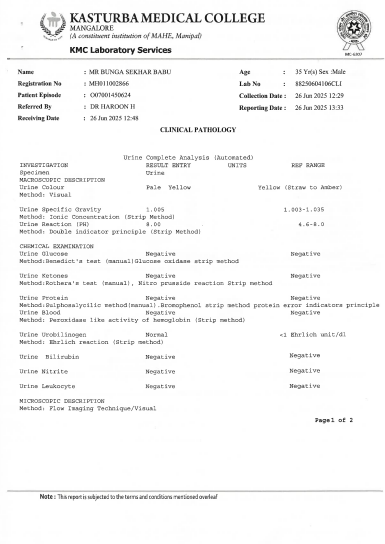 KASTURBA MEDICAL COLLEGE
MANGALORE
(A constituent institution of MAHE, Manipal)
KMC Laboratory Services
Name : MR BUNGA SEKHAR BABU Age : 35 Yr(s) Sex :Male
Registration No : MH011002866 Lab No : 88250604106CLI
Patient Episode : O07001450624 Collection Date : 26 Jun 2025 12:29
Referred By : DR HAROON H Reporting Date : 26 Jun 2025 13:33
Receiving Date : 26 Jun 2025 12:48
CLINICAL PATHOLOGY
Urine Complete Analysis (Automated)
INVESTIGATION RESULT ENTRY UNITS REF RANGE
Specimen Urine
MACROSCOPIC DESCRIPTION
Urine Colour Pale Yellow Yellow (Straw to Amber)
Method: Visual
Urine Specific Gravity 1.005 1.003-1.035
Method: Ionic Concentration (Strip Method)
Urine Reaction (PH) 8.00 4.6-8.0
Method: Double indicator principle (Strip Method)
CHEMICAL EXAMINATION
Urine Glucose Negative Negative
Method:Benedict's test (manual)Glucose oxidase strip method
Urine Ketones Negative Negative
Method:Rothera's test (manual), Nitro prusside reaction Strip method
Urine Protein Negative Negative
Method:Sulphosalycilic method(manual).Bromophenol strip method protein error indicators principle
Urine Blood Negative Negative
Method: Peroxidase like activity of hemoglobin (Strip method)
Urine Urobilinogen Normal <1 Ehrlich unit/dl
Method: Ehrlich reaction (Strip method)
Urine Bilirubin Negative Negative
Urine Nitrite Negative Negative
Urine Leukocyte Negative Negative
MICROSCOPIC DESCRIPTION
Method: Flow Imaging Technique/Visual
Page1 of 2
Note : This report is subjected to the terms and conditions mentioned overleaf